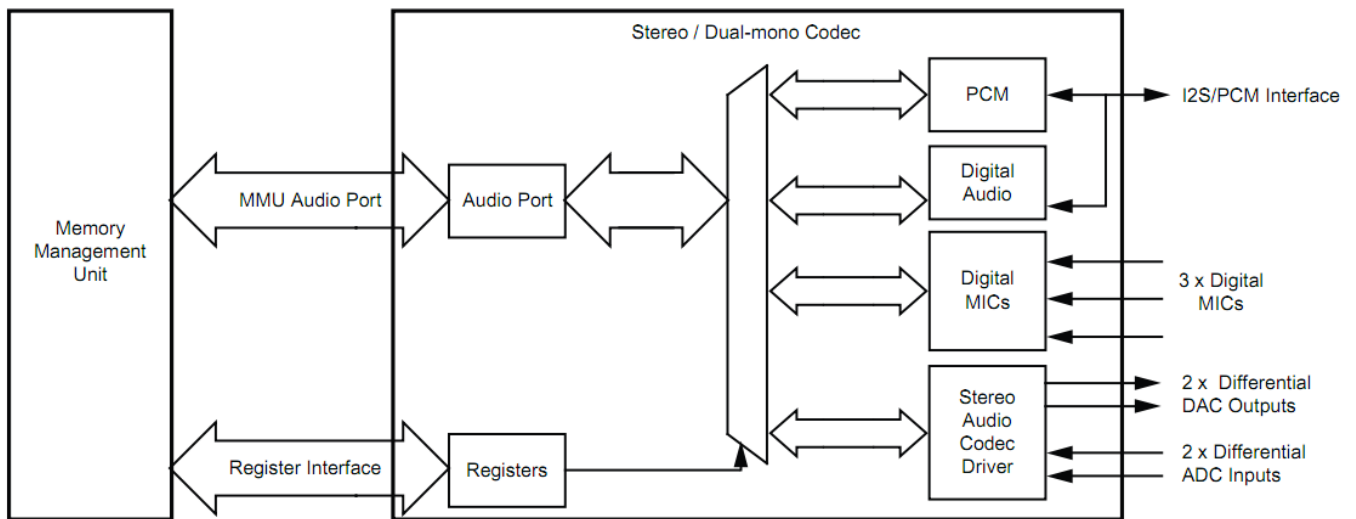 Stereo / Dual-mono Codec
PCM
I2S/PCM Interface
Digital
Audio
MMU Audio Port
Audio Port
Memory
Management
Unit
Digital
MICs
3 x Digital
MICs
Stereo
Audio
Codec
Driver
2 x Differential
DAC Outputs
2 x Differential
ADC Inputs
Register Interface
Registers